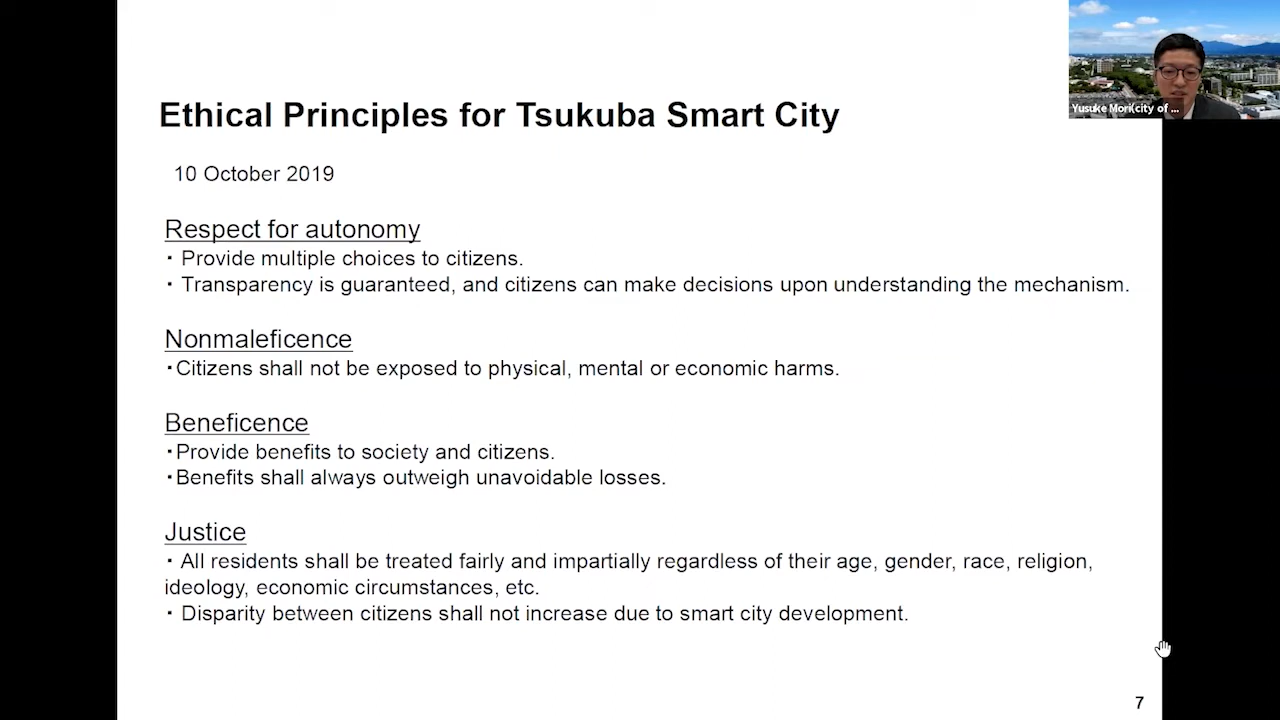 Ethical Principles for Tsukuba Smart City
Yusuke Mori(city of ...
10 October 2019
Respect for autonomy
・ Provide multiple choices to citizens.
・ Transparency is guaranteed, and citizens can make decisions upon understanding the mechanism.
Nonmaleficence
・Citizens shall not be exposed to physical, mental or economic harms.
Beneficence
・Provide benefits to society and citizens.
・Benefits shall always outweigh unavoidable losses.
Justice
・ All residents shall be treated fairly and impartially regardless of their age, gender, race, religion,
ideology, economic circumstances, etc.
・ Disparity between citizens shall not increase due to smart city development.
7